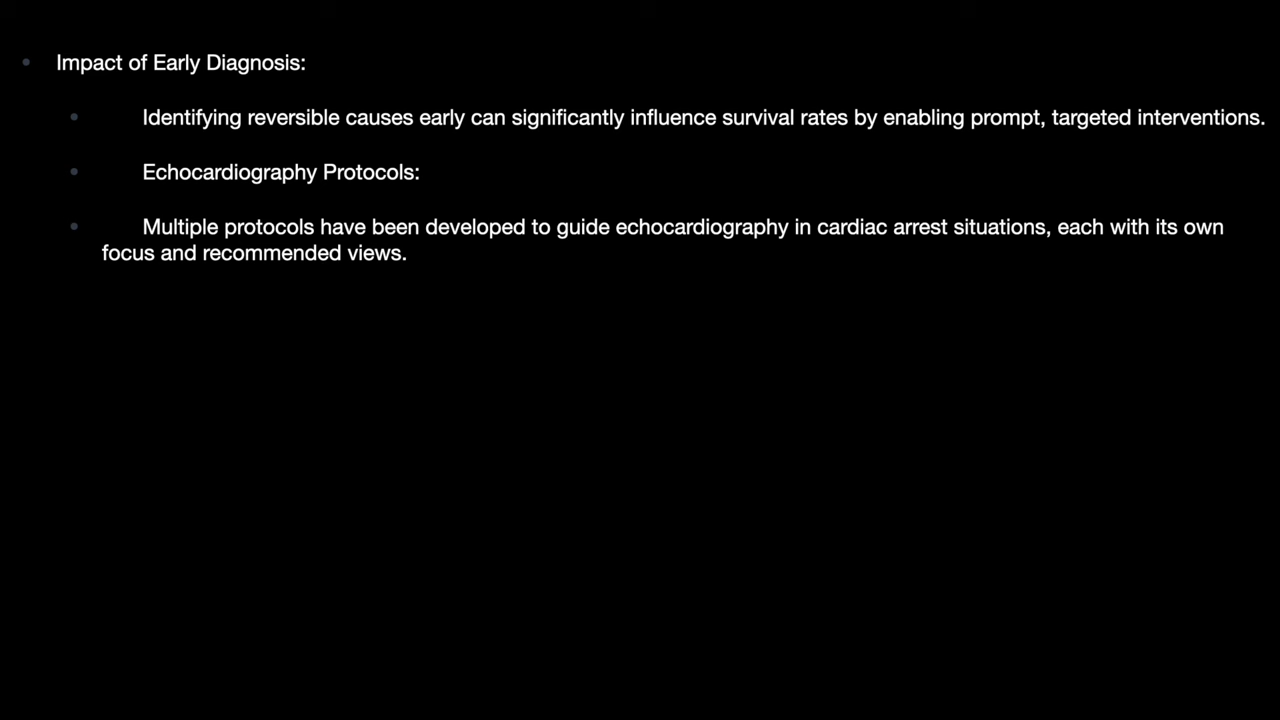 Impact of Early Diagnosis:
Identifying reversible causes early can significantly influence survival rates by enabling prompt, targeted interventions.
Echocardiography Protocols:
Multiple protocols have been developed to guide echocardiography in cardiac arrest situations, each with its own
focus and recommended views.